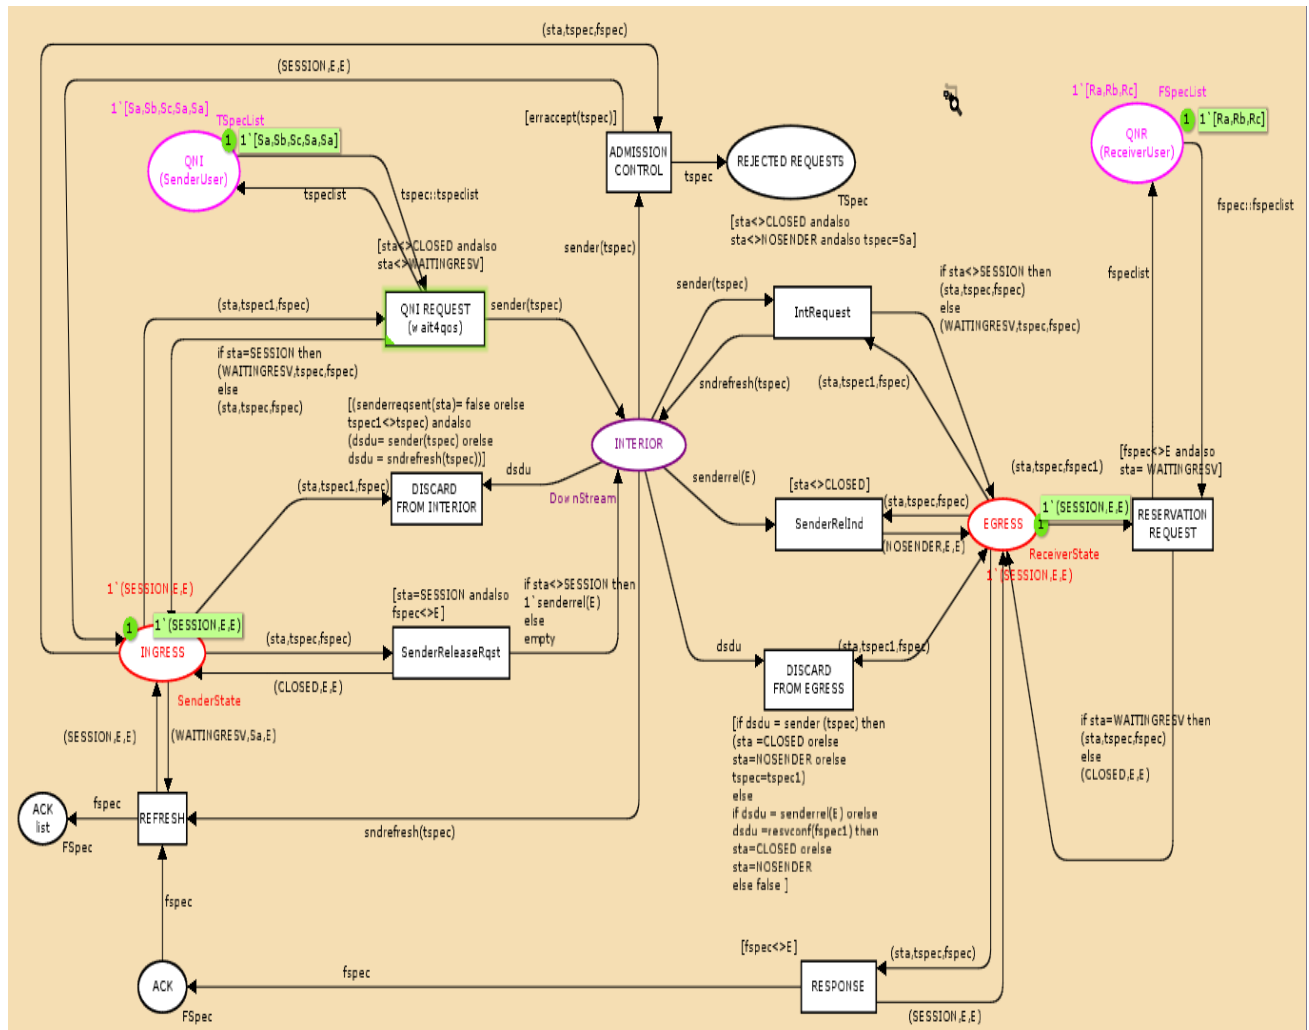 (sta,tspec,fspec)
(SESSION,E,E)
1`[Sa,Sb,Sc,Sa,Sa]
TSpecList
1 1`[Sa,Sb,Sc,Sa,Sa]
QNI
(SenderUser)
tspeclist
tspec::tspeclist
[erraccept(tspec)]
ADMISSION
CONTROL
tspec
REJECTED REQUESTS
TSpec
1`[Ra,Rb,Rc]
FSpecList
1 1`[Ra,Rb,Rc]
QNR
(ReceiverUser)
fspec::fspeclist
fspeclist
[sta<>CLOSED andalso
sta<>WAITINGRESV]
[sta<>CLOSED andalso
sta<>NOSENDER andalso tspec=Sa]
sender(tspec)
(sta,tspec1,fspec)
QNI REQUEST
(wait4qos)
sender(tspec)
sender(tspec)
IntRequest
if sta<>SESSION then
(sta,tspec,fspec)
else
(WAITINGRESV,tspec,fspec)
if sta=SESSION then
(WAITINGRESV,tspec,fspec)
else
(sta,tspec,fspec)
sndrefresh(tspec)
(sta,tspec1,fspec)
[(senderreqsent(sta)= false orelse
tspec1<>tspec) andalso
(dsdu= sender(tspec) orelse
dsdu = sndrefresh(tspec))]
INTERIOR
DownStream
dsdu
(sta,tspec1,fspec)
DISCARD
FROM INTERIOR
senderrel(E)
[sta<>CLOSED]
SenderRelInd
(sta,tspec,fspec)
(NOSENDER,E,E)
EGRESS
1
1`(SESSION,E,E)
ReceiverState
1`(SESSION,E,E)
(sta,tspec,fspec1)
[fspec<>E andalso
sta= WAITINGRESV]
RESERVATION
REQUEST
1`(SESSION,E,E)
1 1`(SESSION,E,E)
INGRESS
SenderState
[sta=SESSION andalso
fspec<>E]
(sta,tspec,fspec)
SenderReleaseRqst
(CLOSED,E,E)
if sta<>SESSION then
1`senderrel(E)
else
empty
dsdu
DISCARD
FROM EGRESS
(sta,tspec1,fspec)
[if dsdu = sender (tspec) then
(sta =CLOSED orelse
sta=NOSENDER orelse
tspec=tspec1)
else
if dsdu = senderrel(E) orelse
dsdu =resvconf(fspec1) then
sta=CLOSED orelse
sta=NOSENDER
else false ]
if sta=WAITINGRESV then
(sta,tspec,fspec)
else
(CLOSED,E,E)
(SESSION,E,E)
(WAITINGRESV,Sa,E)
ACK
list
FSpec
fspec
REFRESH
sndrefresh(tspec)
fspec
ACK
FSpec
fspec
[fspec<>E]
RESPONSE
(sta,tspec,fspec)
(SESSION,E,E)